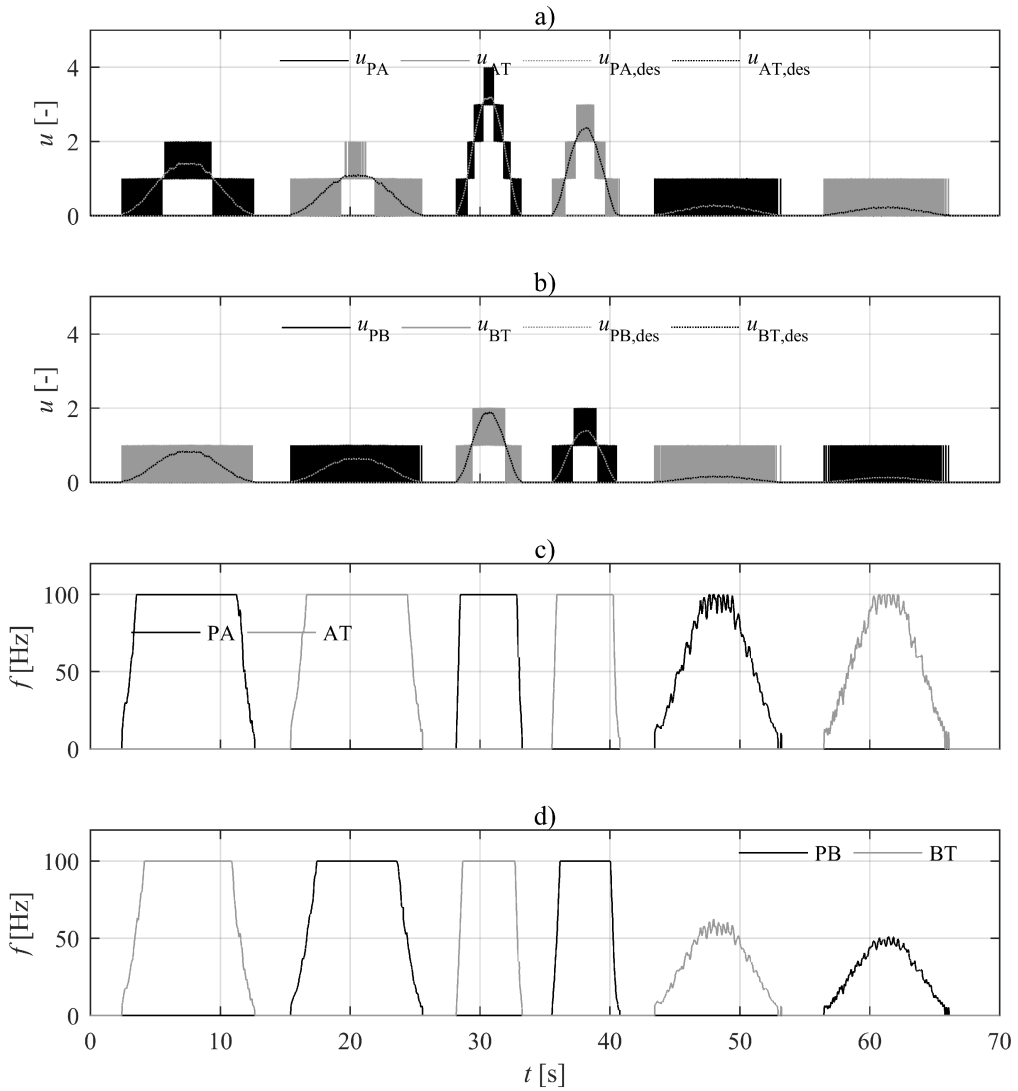 a)
u_PA u_AT u_PA,des u_AT,des
4
2
0
u [-]
b)
u_PB u_BT u_PB,des u_BT,des
4
2
0
u [-]
c)
100
50
0
f [Hz]
PA AT
d)
PB BT
100
50
0
f [Hz]
0 10 20 30 40 50 60 70
t [s]